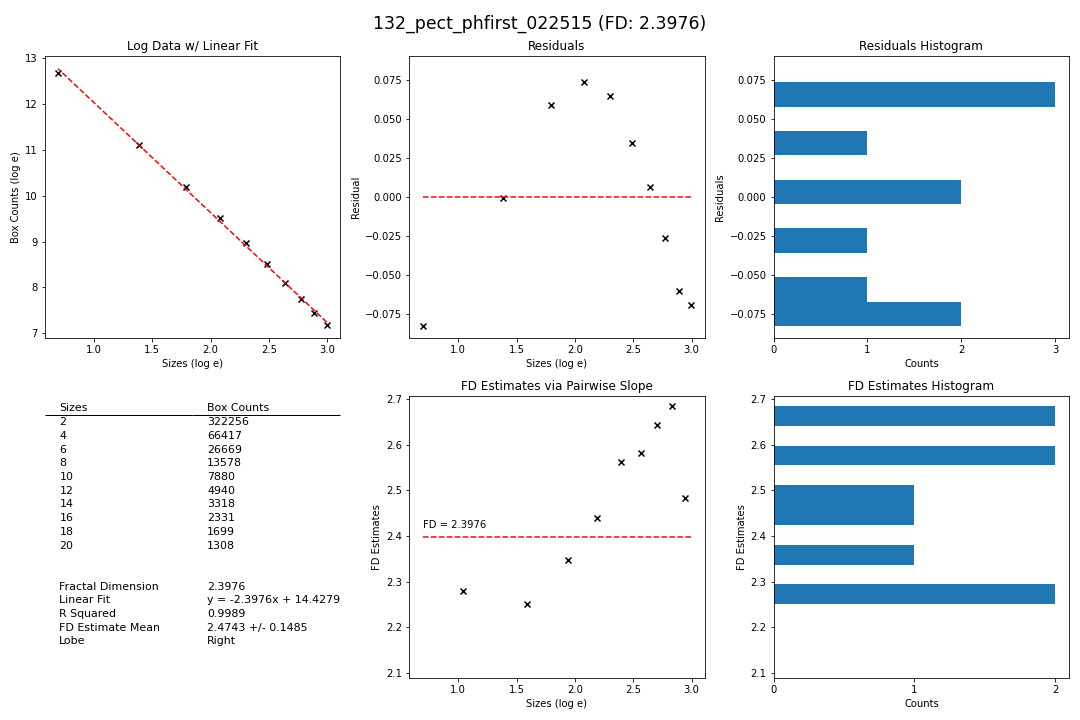 132_pect_phfirst_022515 (FD: 2.3976)
Log Data w/ Linear Fit
13
12
11
10
9
8
7
Box Counts (log e)
1.0 1.5 2.0 2.5 3.0
Sizes (log e)
Residuals
0.075
0.050
0.025
0.000
−0.025
−0.050
−0.075
Residual
1.0 1.5 2.0 2.5 3.0
Sizes (log e)
Residuals Histogram
0.075
0.050
0.025
0.000
−0.025
−0.050
−0.075
Residuals
0 1 2 3
Counts
Sizes Box Counts
2 322256
4 66417
6 26669
8 13578
10 7880
12 4940
14 3318
16 2331
18 1699
20 1308
Fractal Dimension 2.3976
Linear Fit y = -2.3976x + 14.4279
R Squared 0.9989
FD Estimate Mean 2.4743 +/- 0.1485
Lobe Right
FD Estimates via Pairwise Slope
2.7
2.6
2.5
2.4
2.3
2.2
2.1
FD Estimates
FD = 2.3976
1.0 1.5 2.0 2.5 3.0
Sizes (log e)
FD Estimates Histogram
2.7
2.6
2.5
2.4
2.3
2.2
2.1
FD Estimates
0 1 2
Counts